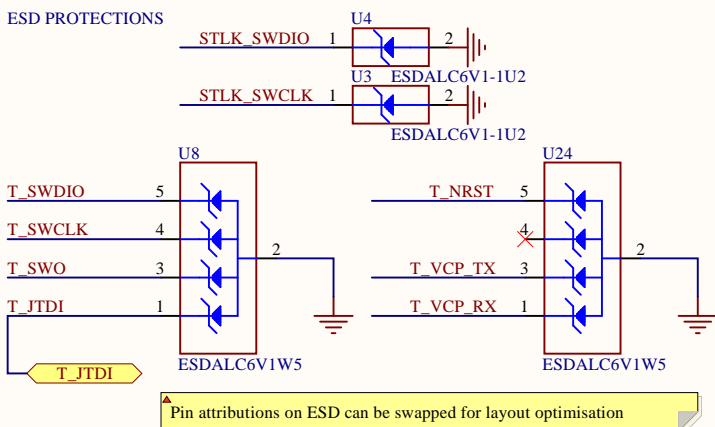 ESD PROTECTIONS
U4
STLK_SWDIO 1 2
ESDALC6V1-1U2
U3
STLK_SWCLK 1 2
ESDALC6V1-1U2
U8
T_SWDIO 5
T_SWCLK 4
T_SWO 3
T_JTDI 1
2
ESDALC6V1W5
T_JTDI
U24
T_NRST 5
4
T_VCP_TX 3
T_VCP_RX 1
2
ESDALC6V1W5
Pin attributions on ESD can be swapped for layout optimisation